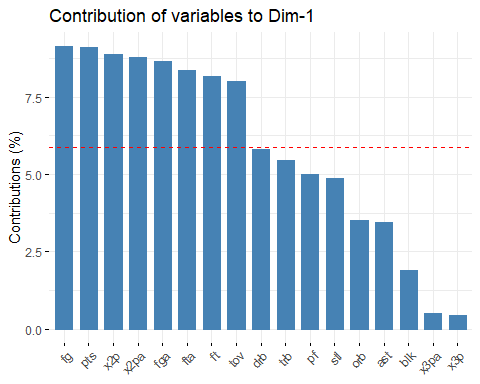 Contribution of variables to Dim-1
Contributions (%)
7.5
5.0
2.5
0.0
fg pts x2p x2pa fga fta ft tov drb trb pf stl orb ast blk x3pa x3p